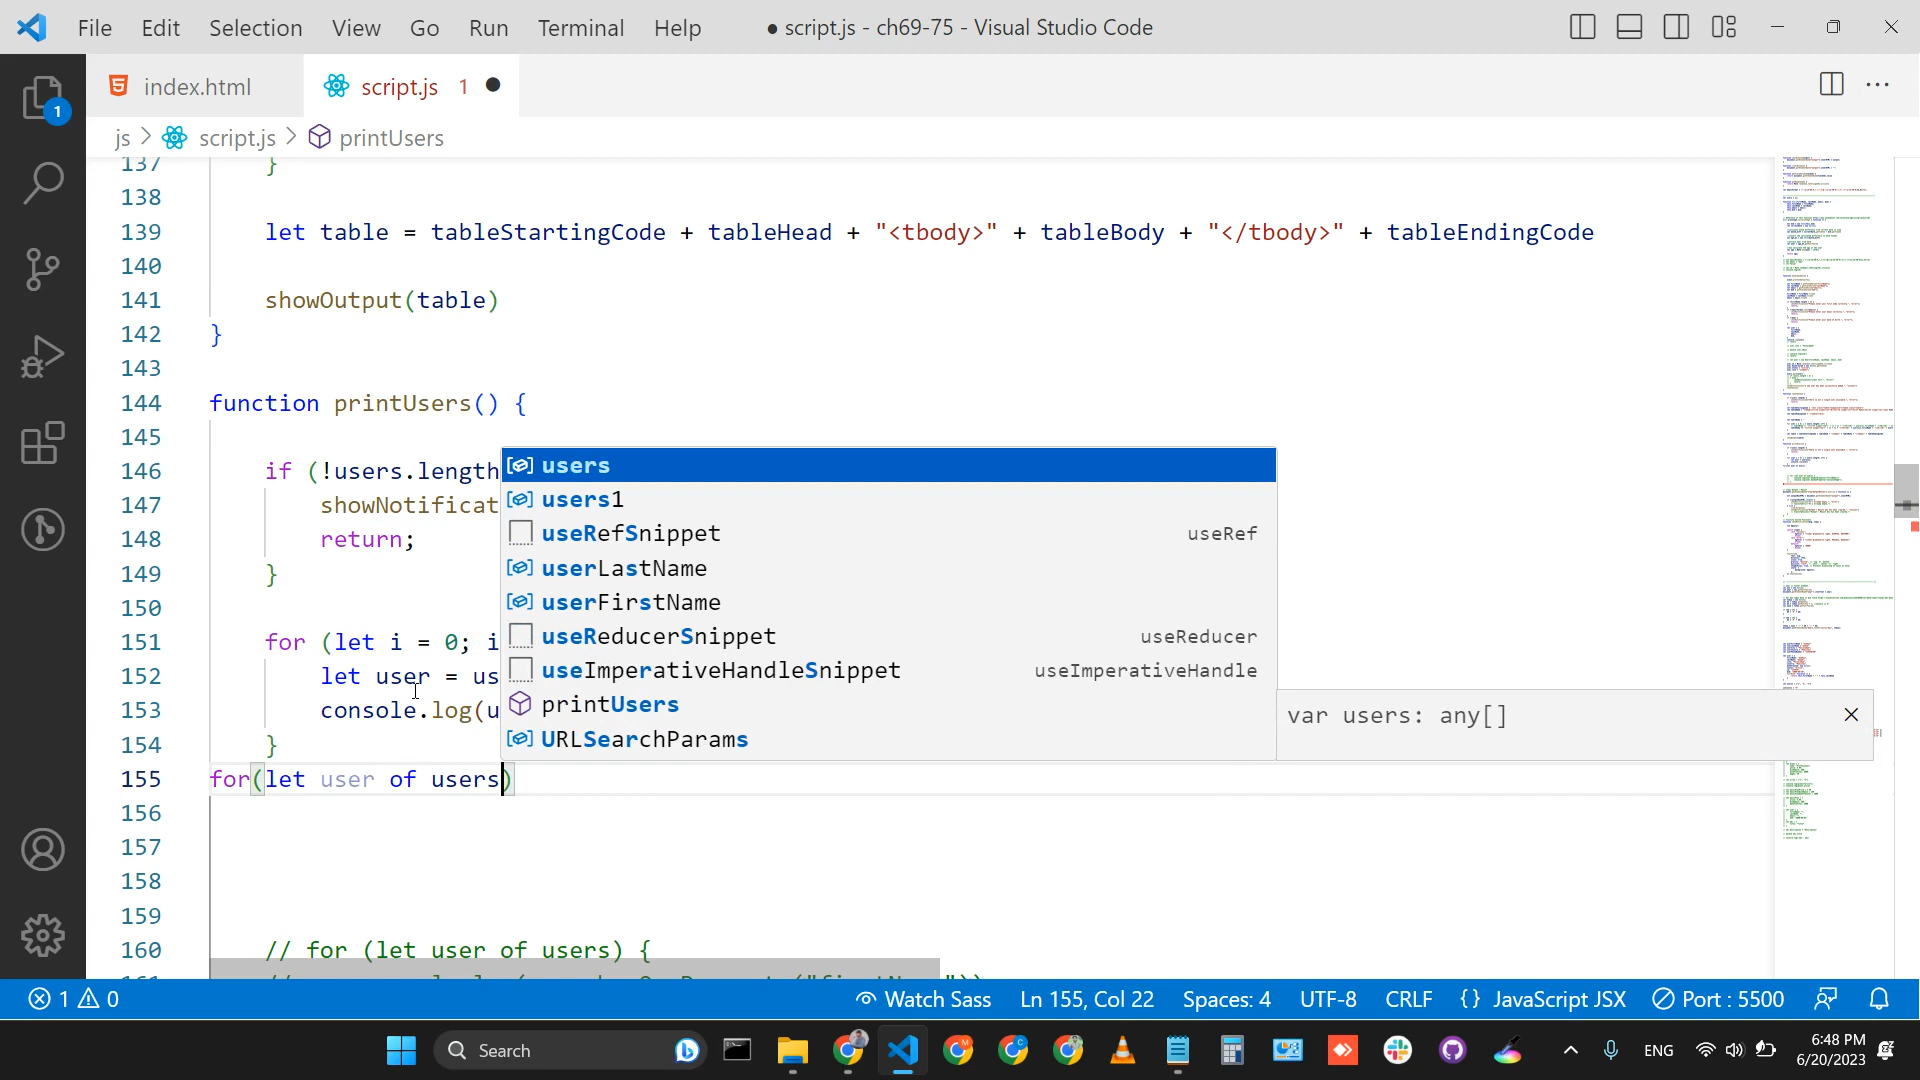 File Edit Selection View Go Run Terminal Help ● script.js - ch69-75 - Visual Studio Code
index.html script.js 1
js > script.js > printUsers
1
137 }
138
139 let table = tableStartingCode + tableHead + "<tbody>" + tableBody + "</tbody>" + tableEndingCode
140
141 showOutput(table)
142 }
143
144 function printUsers() {
145
146 if (!users.length
147 showNotificat
148 return;
149 }
150
151 for (let i = 0; i
152 let user = us
153 console.log(u
154 }
155 for(let user of users)
156
157
158
159
160 // for (let user of users) {
users
users1
useRefSnippet useRef
userLastName
userFirstName
useReducerSnippet useReducer
useImperativeHandleSnippet useImperativeHandle
printUsers
URLSearchParams
var users: any[]
1 0 Watch Sass Ln 155, Col 22 Spaces: 4 UTF-8 CRLF {} JavaScript JSX Port : 5500
Search ENG 6:48 PM
6/20/2023